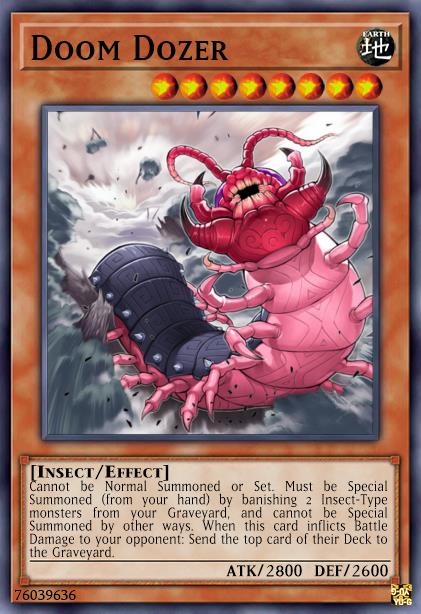 Doom Dozer
EARTH
地
[Insect/Effect]
Cannot be Normal Summoned or Set. Must be Special
Summoned (from your hand) by banishing 2 Insect-Type
monsters from your Graveyard, and cannot be Special
Summoned by other ways. When this card inflicts Battle
Damage to your opponent: Send the top card of their Deck to
the Graveyard.
ATK/2800 DEF/2600
76039636